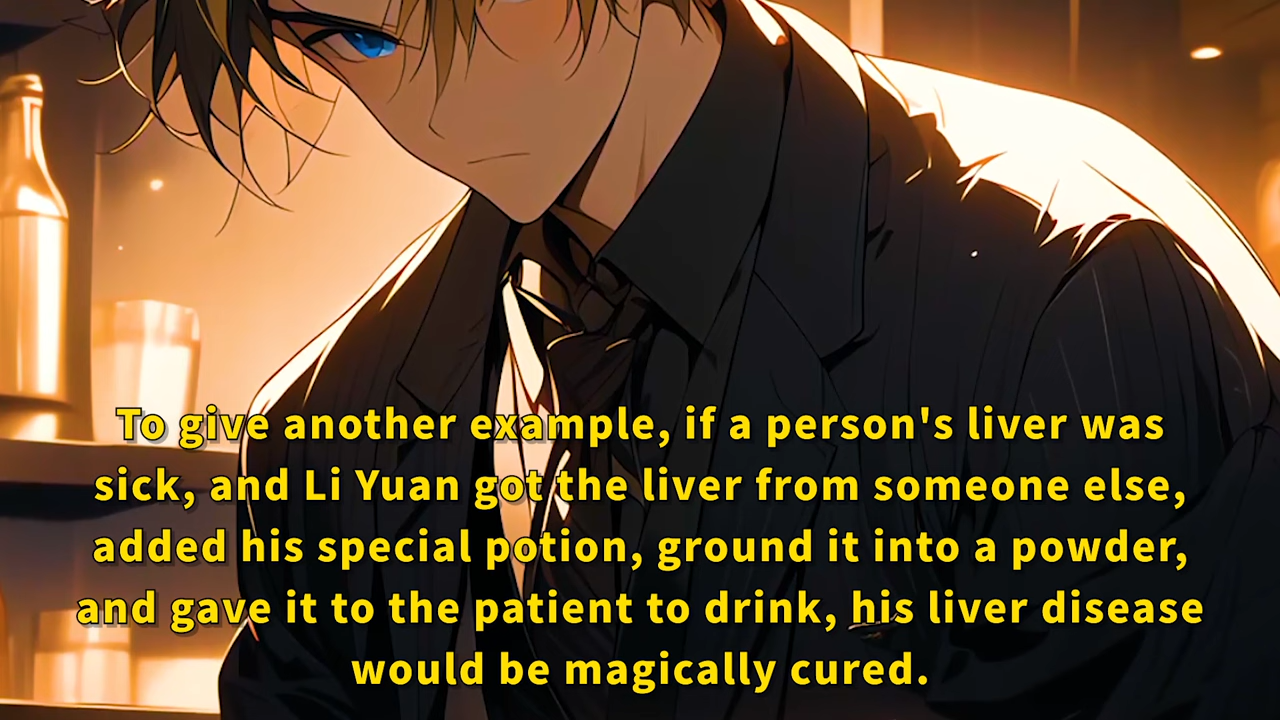 To give another example, if a person's liver was
sick, and Li Yuan got the liver from someone else,
added his special potion, ground it into a powder,
and gave it to the patient to drink, his liver disease
would be magically cured.